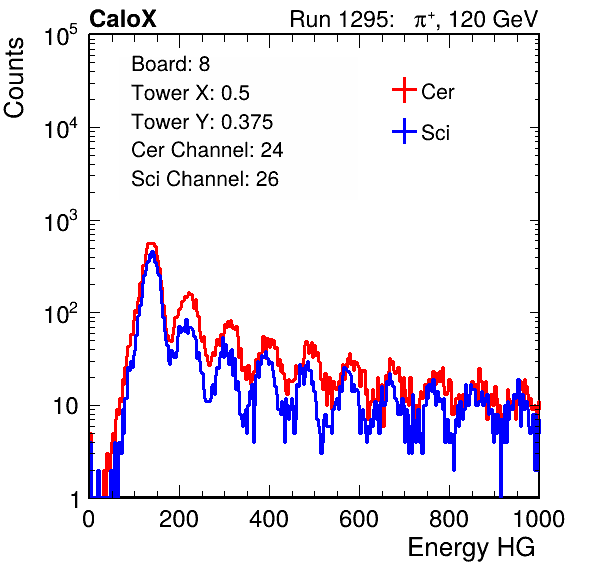 CaloX Run 1295: π⁺, 120 GeV
Counts
Board: 8
Tower X: 0.5
Tower Y: 0.375
Cer Channel: 24
Sci Channel: 26
Cer
Sci
10⁵
10⁴
10³
10²
10
1
0 200 400 600 800 1000
Energy HG